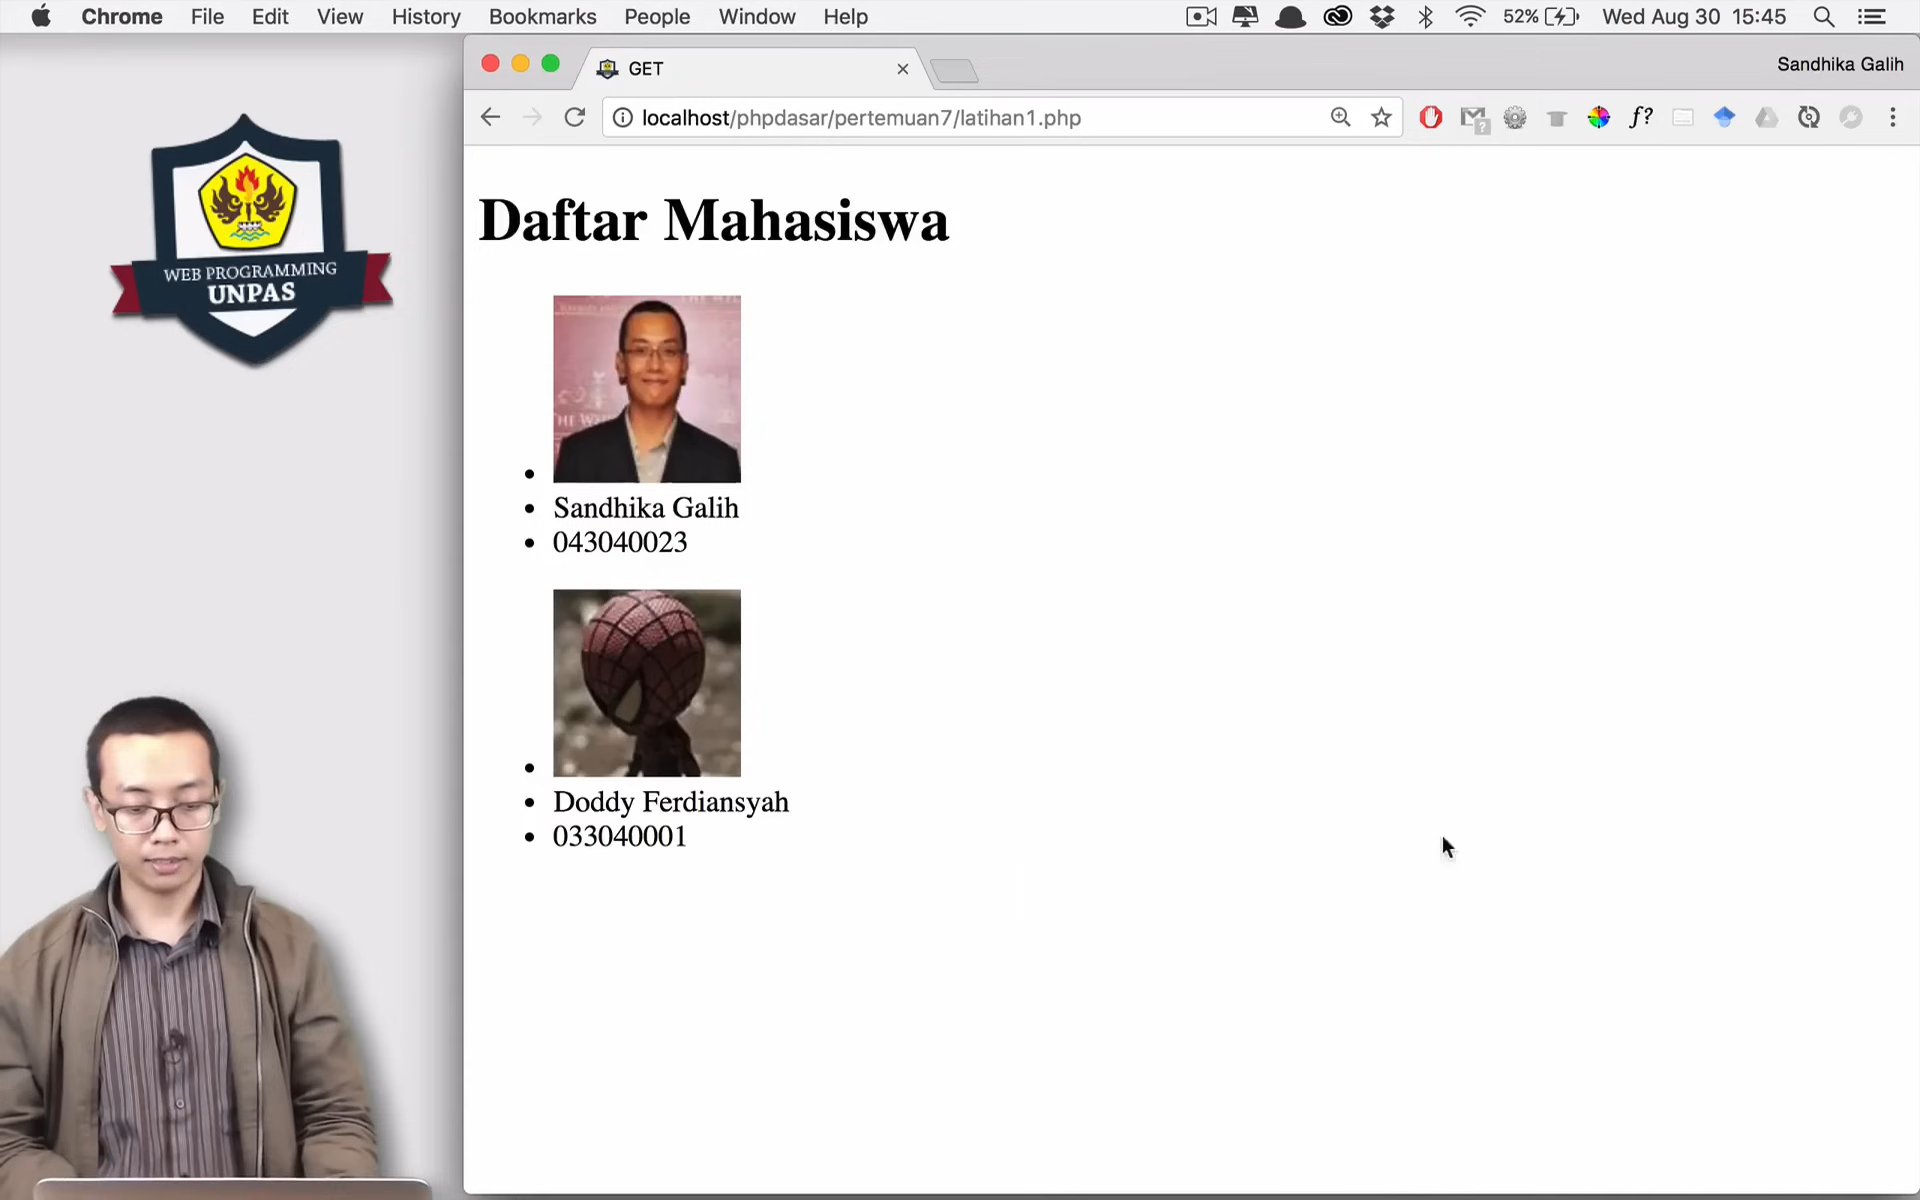 Chrome File Edit View History Bookmarks People Window Help 52% Wed Aug 30 15:45
GET
Sandhika Galih
localhost/phpdasar/pertemuan7/latihan1.php
f?
WEB PROGRAMMING
UNPAS
Daftar Mahasiswa
Sandhika Galih
043040023
Doddy Ferdiansyah
033040001